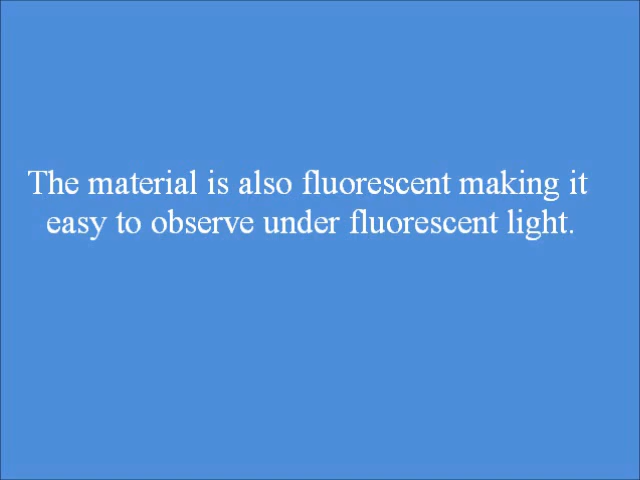 The material is also fluorescent making it
easy to observe under fluorescent light.